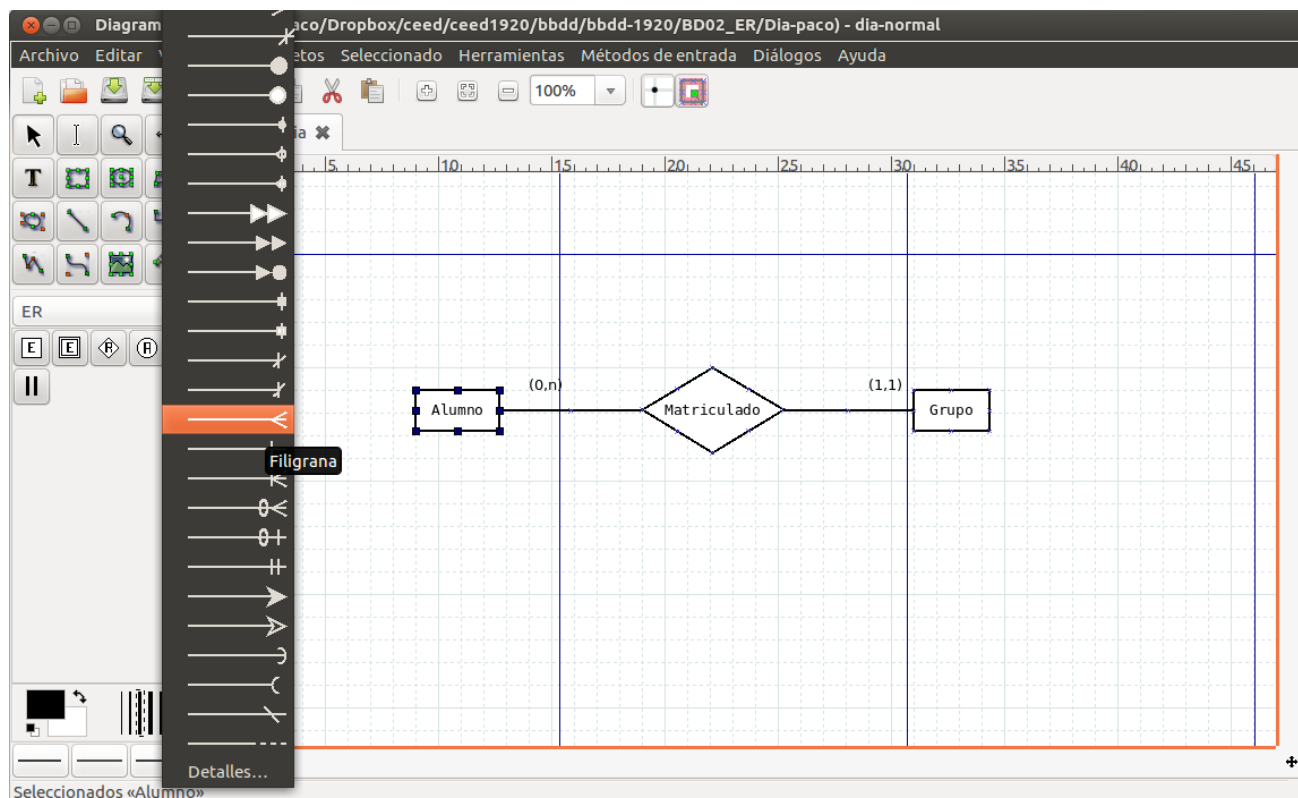 Diagram aco/Dropbox/ceed/ceed1920/bbdd/bbdd-1920/BD02_ER/Dia-paco) - dia-normal
Archivo Editar etos Seleccionado Herramientas Métodos de entrada Diálogos Ayuda
100%
ia
T
5 10 15 20 25 30 35 40 45
ER
E E R A
(0,n) (1,1)
Alumno Matriculado Grupo
Filigrana
Detalles...
Seleccionados «Alumno»